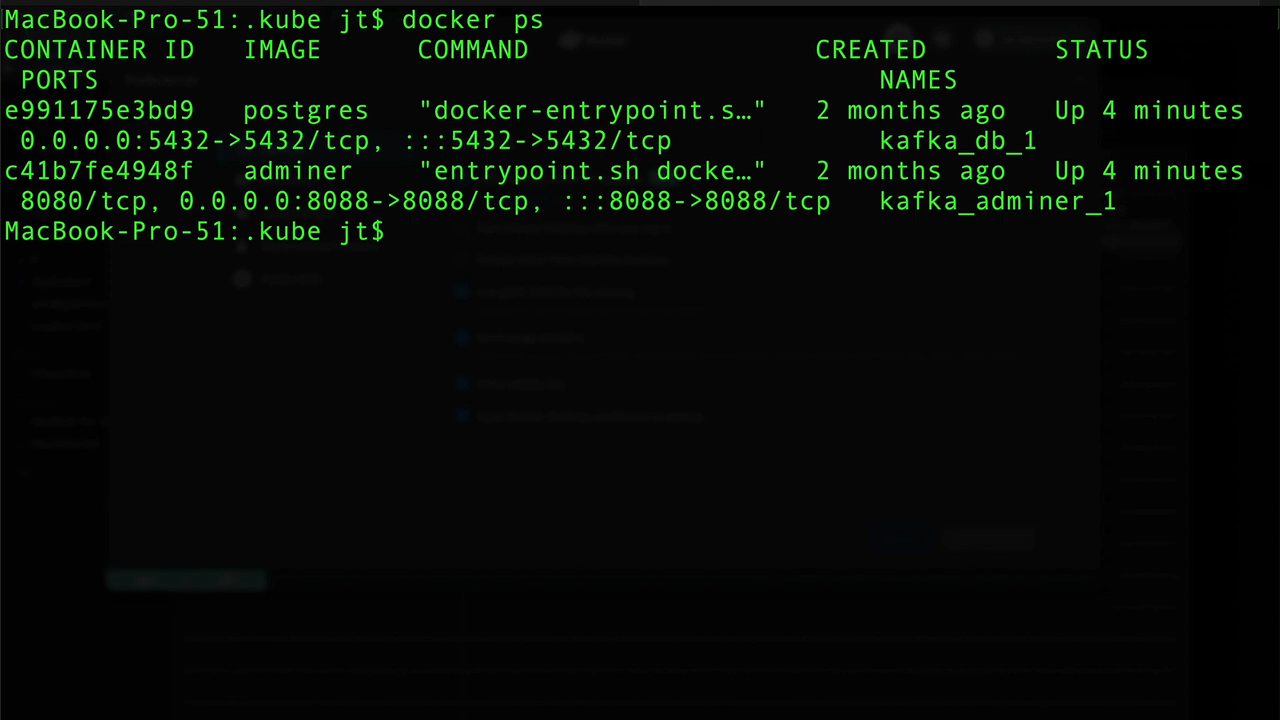 MacBook-Pro-51:.kube jt$ docker ps
CONTAINER ID   IMAGE      COMMAND                  CREATED        STATUS
 PORTS                                                  NAMES
e991175e3bd9   postgres   "docker-entrypoint.s…"   2 months ago   Up 4 minutes
 0.0.0.0:5432->5432/tcp, :::5432->5432/tcp             kafka_db_1
c41b7fe4948f   adminer    "entrypoint.sh docke…"   2 months ago   Up 4 minutes
 8080/tcp, 0.0.0.0:8088->8088/tcp, :::8088->8088/tcp   kafka_adminer_1
MacBook-Pro-51:.kube jt$